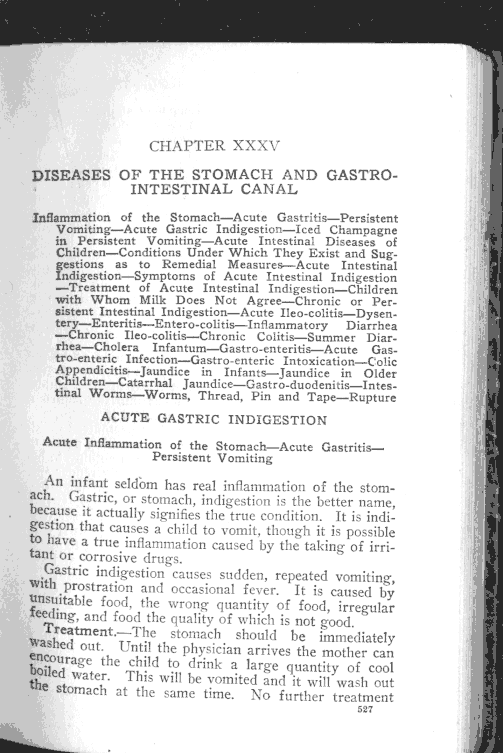 CHAPTER XXXV
DISEASES OF THE STOMACH AND GASTRO-
INTESTINAL CANAL
Inflammation of the Stomach—Acute Gastritis—Persistent
Vomiting—Acute Gastric Indigestion—Iced Champagne
in Persistent Vomiting—Acute Intestinal Diseases of
Children—Conditions Under Which They Exist and Sug-
gestions as to Remedial Measures—Acute Intestinal
Indigestion—Symptoms of Acute Intestinal Indigestion
—Treatment of Acute Intestinal Indigestion—Children
with Whom Milk Does Not Agree—Chronic or Per-
sistent Intestinal Indigestion—Acute Ileo-colitis—Dysen-
tery—Enteritis—Entero-colitis—Inflammatory Diarrhea
—Chronic Ileo-colitis—Chronic Colitis—Summer Diar-
rhea—Cholera Infantum—Gastro-enteritis—Acute Gas-
tro-enteric Infection—Gastro-enteric Intoxication—Colic
Appendicitis—Jaundice in Infants—Jaundice in Older
Children—Catarrhal Jaundice—Gastro-duodenitis—Intes-
tinal Worms—Worms, Thread, Pin and Tape—Rupture
ACUTE GASTRIC INDIGESTION
Acute Inflammation of the Stomach—Acute Gastritis—
Persistent Vomiting
An infant seldom has real inflammation of the stom-
ach. Gastric, or stomach, indigestion is the better name,
because it actually signifies the true condition. It is indi-
gestion that causes a child to vomit, though it is possible
to have a true inflammation caused by the taking of irri-
tant or corrosive drugs.
Gastric indigestion causes sudden, repeated vomiting,
with prostration and occasional fever. It is caused by
unsuitable food, the wrong quantity of food, irregular
feeding, and food the quality of which is not good.
Treatment.—The stomach should be immediately
washed out. Until the physician arrives the mother can
encourage the child to drink a large quantity of cool
boiled water. This will be vomited and it will wash out
the stomach at the same time. No further treatment
527